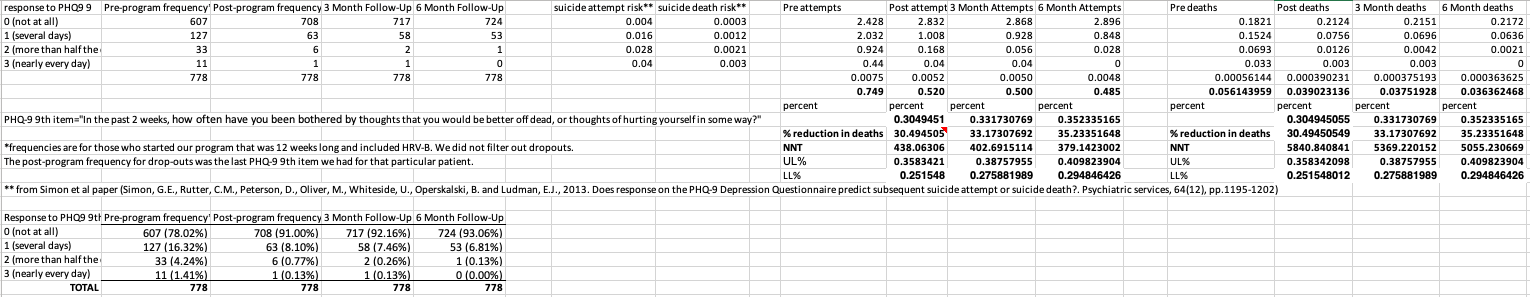 response to PHQ9 9 Pre-program frequency' Post-program frequency 3 Month Follow-Up 6 Month Follow-Up suicide attempt risk** suicide death risk** Pre attempts Post attempt 3 Month Attempts 6 Month Attempts Pre deaths Post deaths 3 Month deaths 6 Month deaths
0 (not at all) 607 708 717 724 0.004 0.0003 2.428 2.832 2.868 2.896 0.1821 0.2124 0.2151 0.2172
1 (several days) 127 63 58 53 0.016 0.0012 2.032 1.008 0.928 0.848 0.1524 0.0756 0.0696 0.0636
2 (more than half the 33 6 2 1 0.028 0.0021 0.924 0.168 0.056 0.028 0.0693 0.0126 0.0042 0.0021
3 (nearly every day) 11 1 1 0 0.04 0.003 0.44 0.04 0.04 0 0.033 0.003 0.003 0
778 778 778 778 0.0075 0.0052 0.0050 0.0048 0.00056144 0.000390231 0.000375193 0.000363625
0.749 0.520 0.500 0.485 0.056143959 0.039023136 0.03751928 0.036362468
percent percent percent percent percent percent percent percent
PHQ-9 9th item="In the past 2 weeks, how often have you been bothered by thoughts that you would be better off dead, or thoughts of hurting yourself in some way?" 0.3049451 0.331730769 0.352335165 0.304945055 0.331730769 0.352335165
% reduction in deaths 30.494505 33.17307692 35.23351648 % reduction in deaths 30.49450549 33.17307692 35.23351648
*frequencies are for those who started our program that was 12 weeks long and included HRV-B. We did not filter out dropouts. NNT 438.06306 402.6915114 379.1423002 NNT 5840.840841 5369.220152 5055.230669
The post-program frequency for drop-outs was the last PHQ-9 9th item we had for that particular patient. UL% 0.3583421 0.38757955 0.409823904 UL% 0.358342098 0.38757955 0.409823904
LL% 0.251548 0.275881989 0.294846426 LL% 0.251548012 0.275881989 0.294846426
** from Simon et al paper (Simon, G.E., Rutter, C.M., Peterson, D., Oliver, M., Whiteside, U., Operskalski, B. and Ludman, E.J., 2013. Does response on the PHQ-9 Depression Questionnaire predict subsequent suicide attempt or suicide death?. Psychiatric services, 64(12), pp.1195-1202)
Response to PHQ9 9th Pre-program frequency' Post-program frequency 3 Month Follow-Up 6 Month Follow-Up
0 (not at all) 607 (78.02%) 708 (91.00%) 717 (92.16%) 724 (93.06%)
1 (several days) 127 (16.32%) 63 (8.10%) 58 (7.46%) 53 (6.81%)
2 (more than half the 33 (4.24%) 6 (0.77%) 2 (0.26%) 1 (0.13%)
3 (nearly every day) 11 (1.41%) 1 (0.13%) 1 (0.13%) 0 (0.00%)
TOTAL 778 778 778 778